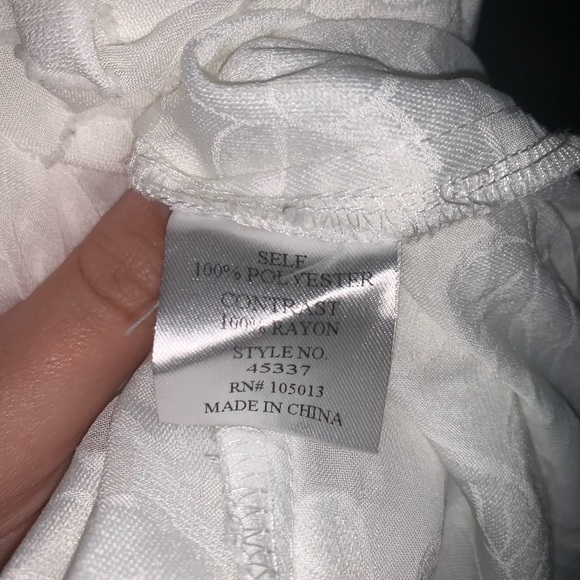 SELF
100% POLYESTER
CONTRAST
100% RAYON
STYLE NO.
45337
RN# 105013
MADE IN CHINA